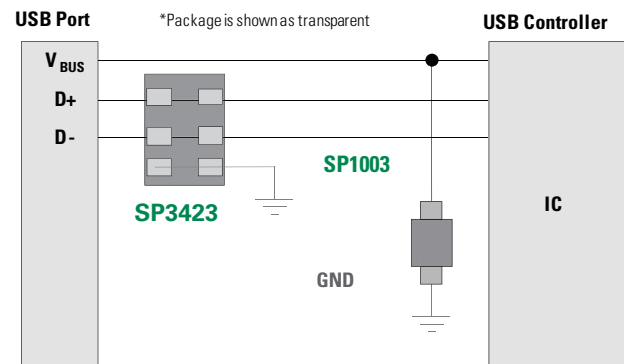 USB Port
*Package is shown as transparent
USB Controller
VBUS
D+
D-
SP1003
SP3423
IC
GND